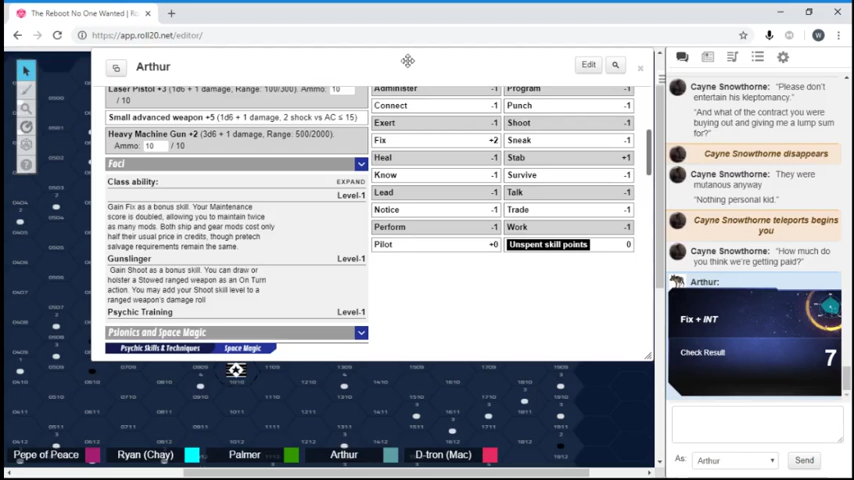 The Reboot No One Wanted | Ro
https://app.roll20.net/editor/
W
Arthur
Edit
Laser Pistol +3 (1d6 + 1 damage, Range: 100/300). Ammo: 10
/ 10
Small advanced weapon +5 (1d6 + 1 damage, 2 shock vs AC ≤ 15)
Heavy Machine Gun +2 (3d6 + 1 damage, Range: 500/2000).
Ammo: 10 / 10
Foci
Class ability:
EXPAND
Level-1
Gain Fix as a bonus skill. Your Maintenance
score is doubled, allowing you to maintain twice
as many mods. Both ship and gear mods cost only
half their usual price in credits, though pretech
salvage requirements remain the same.
Gunslinger
Level-1
Gain Shoot as a bonus skill. You can draw or
holster a Stowed ranged weapon as an On Turn
action. You may add your Shoot skill level to a
ranged weapon's damage roll
Psychic Training
Level-1
Psionics and Space Magic
Psychic Skills & Techniques
Space Magic
Administer -1
Program -1
Connect -1
Punch -1
Exert -1
Shoot -1
Fix +2
Sneak -1
Heal -1
Stab +1
Know -1
Survive -1
Lead -1
Talk -1
Notice -1
Trade -1
Perform -1
Work -1
Pilot +0
Unspent skill points 0
Cayne Snowthorne: "Please don't
entertain his kleptomancy."
"And what of the contract you were
buying out and giving me a lump sum
for?"
Cayne Snowthorne disappears
Cayne Snowthorne: They were
mutanous anyway
"Nothing personal kid."
Cayne Snowthorne teleports begins
you
Cayne Snowthorne: "How much do
you think we're getting paid?"
Arthur:
Fix + INT
Check Result
7
As:
Arthur
Send
Pepe of Peace
Ryan (Chay)
Palmer
Arthur
D-tron (Mac)